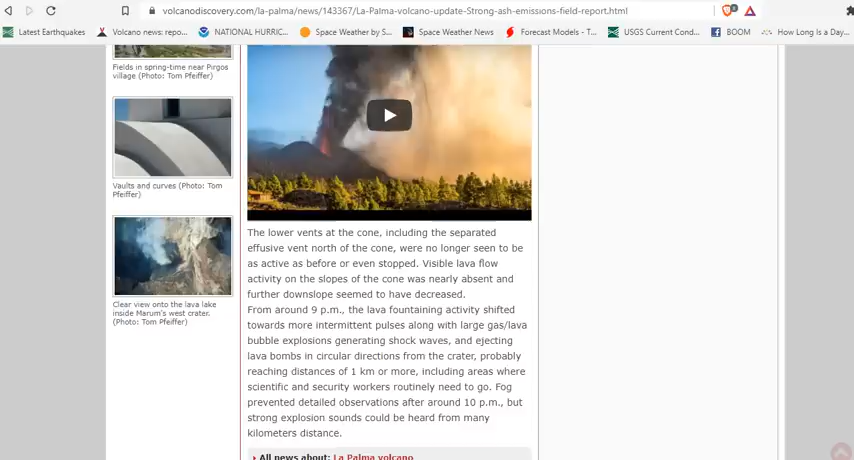 volcanodiscovery.com/la-palma/news/143367/La-Palma-volcano-update-Strong-ash-emissions-field-report.html
3
Latest Earthquakes
Volcano news: repo...
NATIONAL HURRIC...
Space Weather by S...
Space Weather News
Forecast Models - T...
USGS Current Cond...
BOOM
How Long Is a Day...
Fields in spring-time near Pirgos
village (Photo: Tom Pfeiffer)
Vaults and curves (Photo: Tom
Pfeiffer)
Clear view onto the lava lake
inside Marum's west crater.
(Photo: Tom Pfeiffer)
The lower vents at the cone, including the separated
effusive vent north of the cone, were no longer seen to be
as active as before or even stopped. Visible lava flow
activity on the slopes of the cone was nearly absent and
further downslope seemed to have decreased.
From around 9 p.m., the lava fountaining activity shifted
towards more intermittent pulses along with large gas/lava
bubble explosions generating shock waves, and ejecting
lava bombs in circular directions from the crater, probably
reaching distances of 1 km or more, including areas where
scientific and security workers routinely need to go. Fog
prevented detailed observations after around 10 p.m., but
strong explosion sounds could be heard from many
kilometers distance.
All news about: La Palma volcano